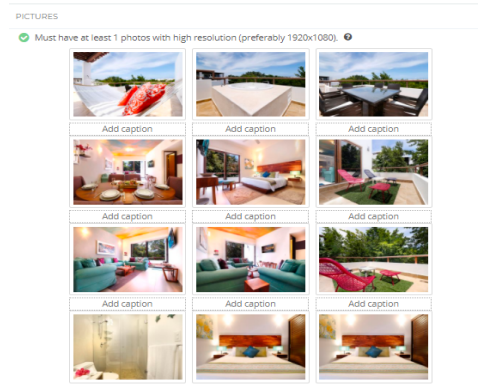 PICTURES
Must have at least 1 photos with high resolution (preferably 1920x1080). ?
Add caption Add caption Add caption
Add caption Add caption Add caption
Add caption Add caption Add caption